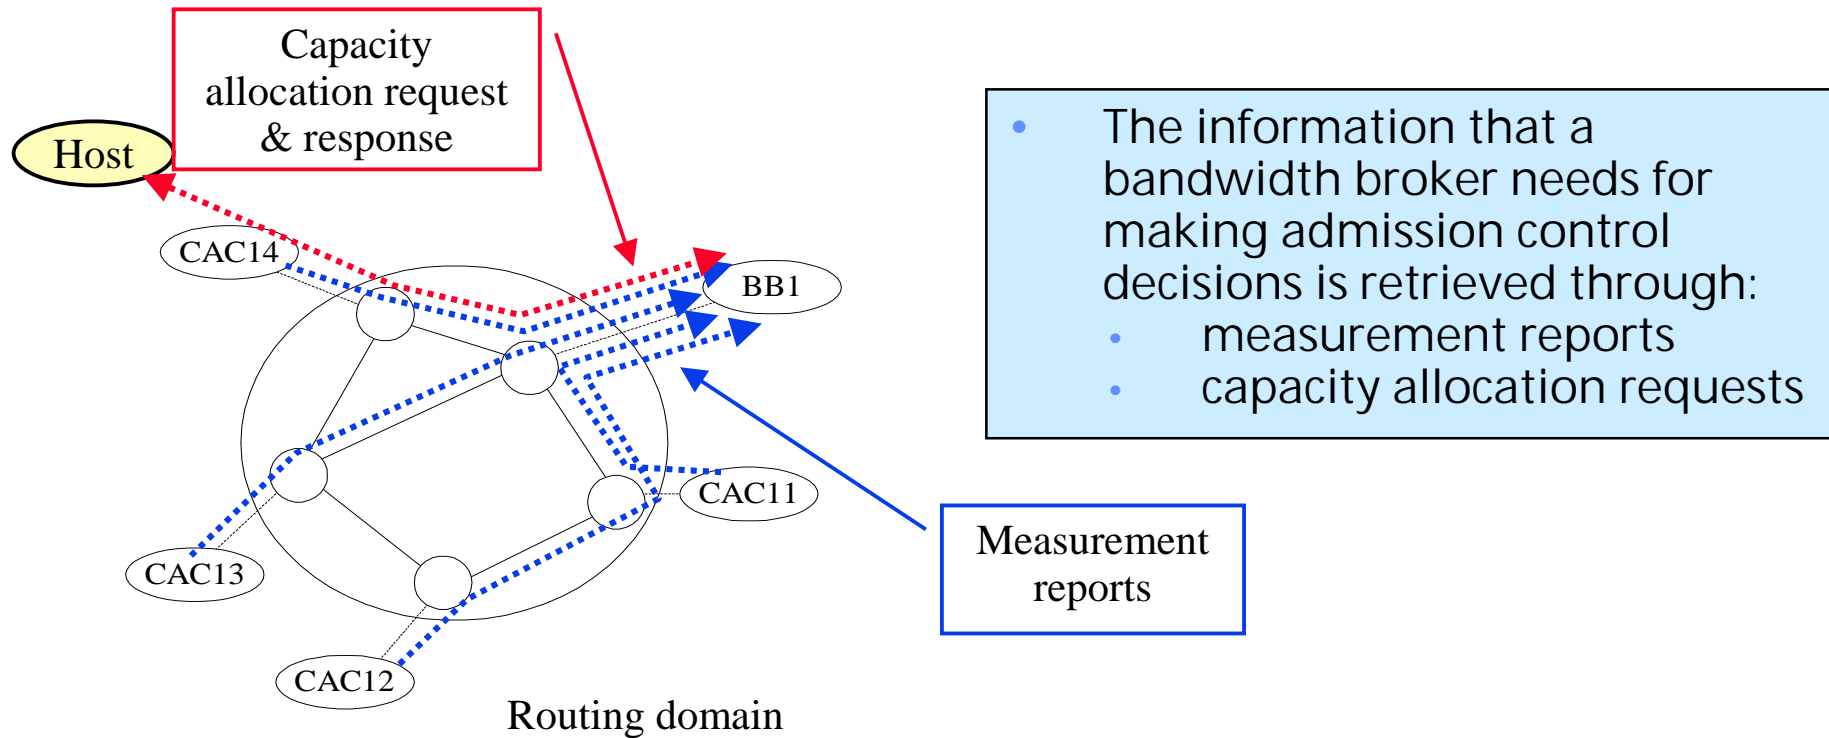 Capacity
allocation request
& response
Host
CAC14
BB1
CAC11
CAC13
CAC12
Measurement
reports
Routing domain
• The information that a
bandwidth broker needs for
making admission control
decisions is retrieved through:
• measurement reports
• capacity allocation requests